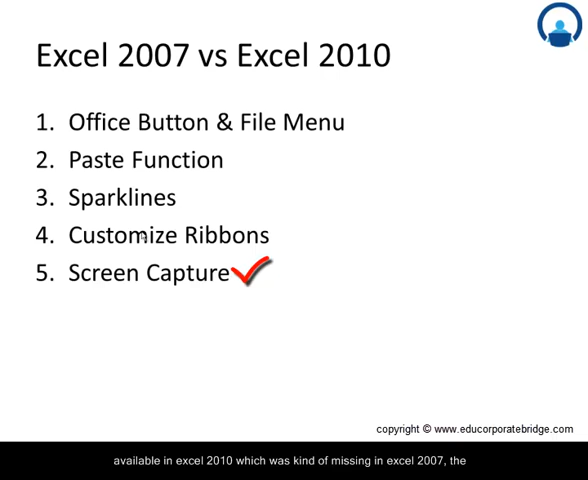 Excel 2007 vs Excel 2010
1. Office Button & File Menu
2. Paste Function
3. Sparklines
4. Customize Ribbons
5. Screen Capture
copyright © www.educorporatebridge.com
available in excel 2010 which was kind of missing in excel 2007, the